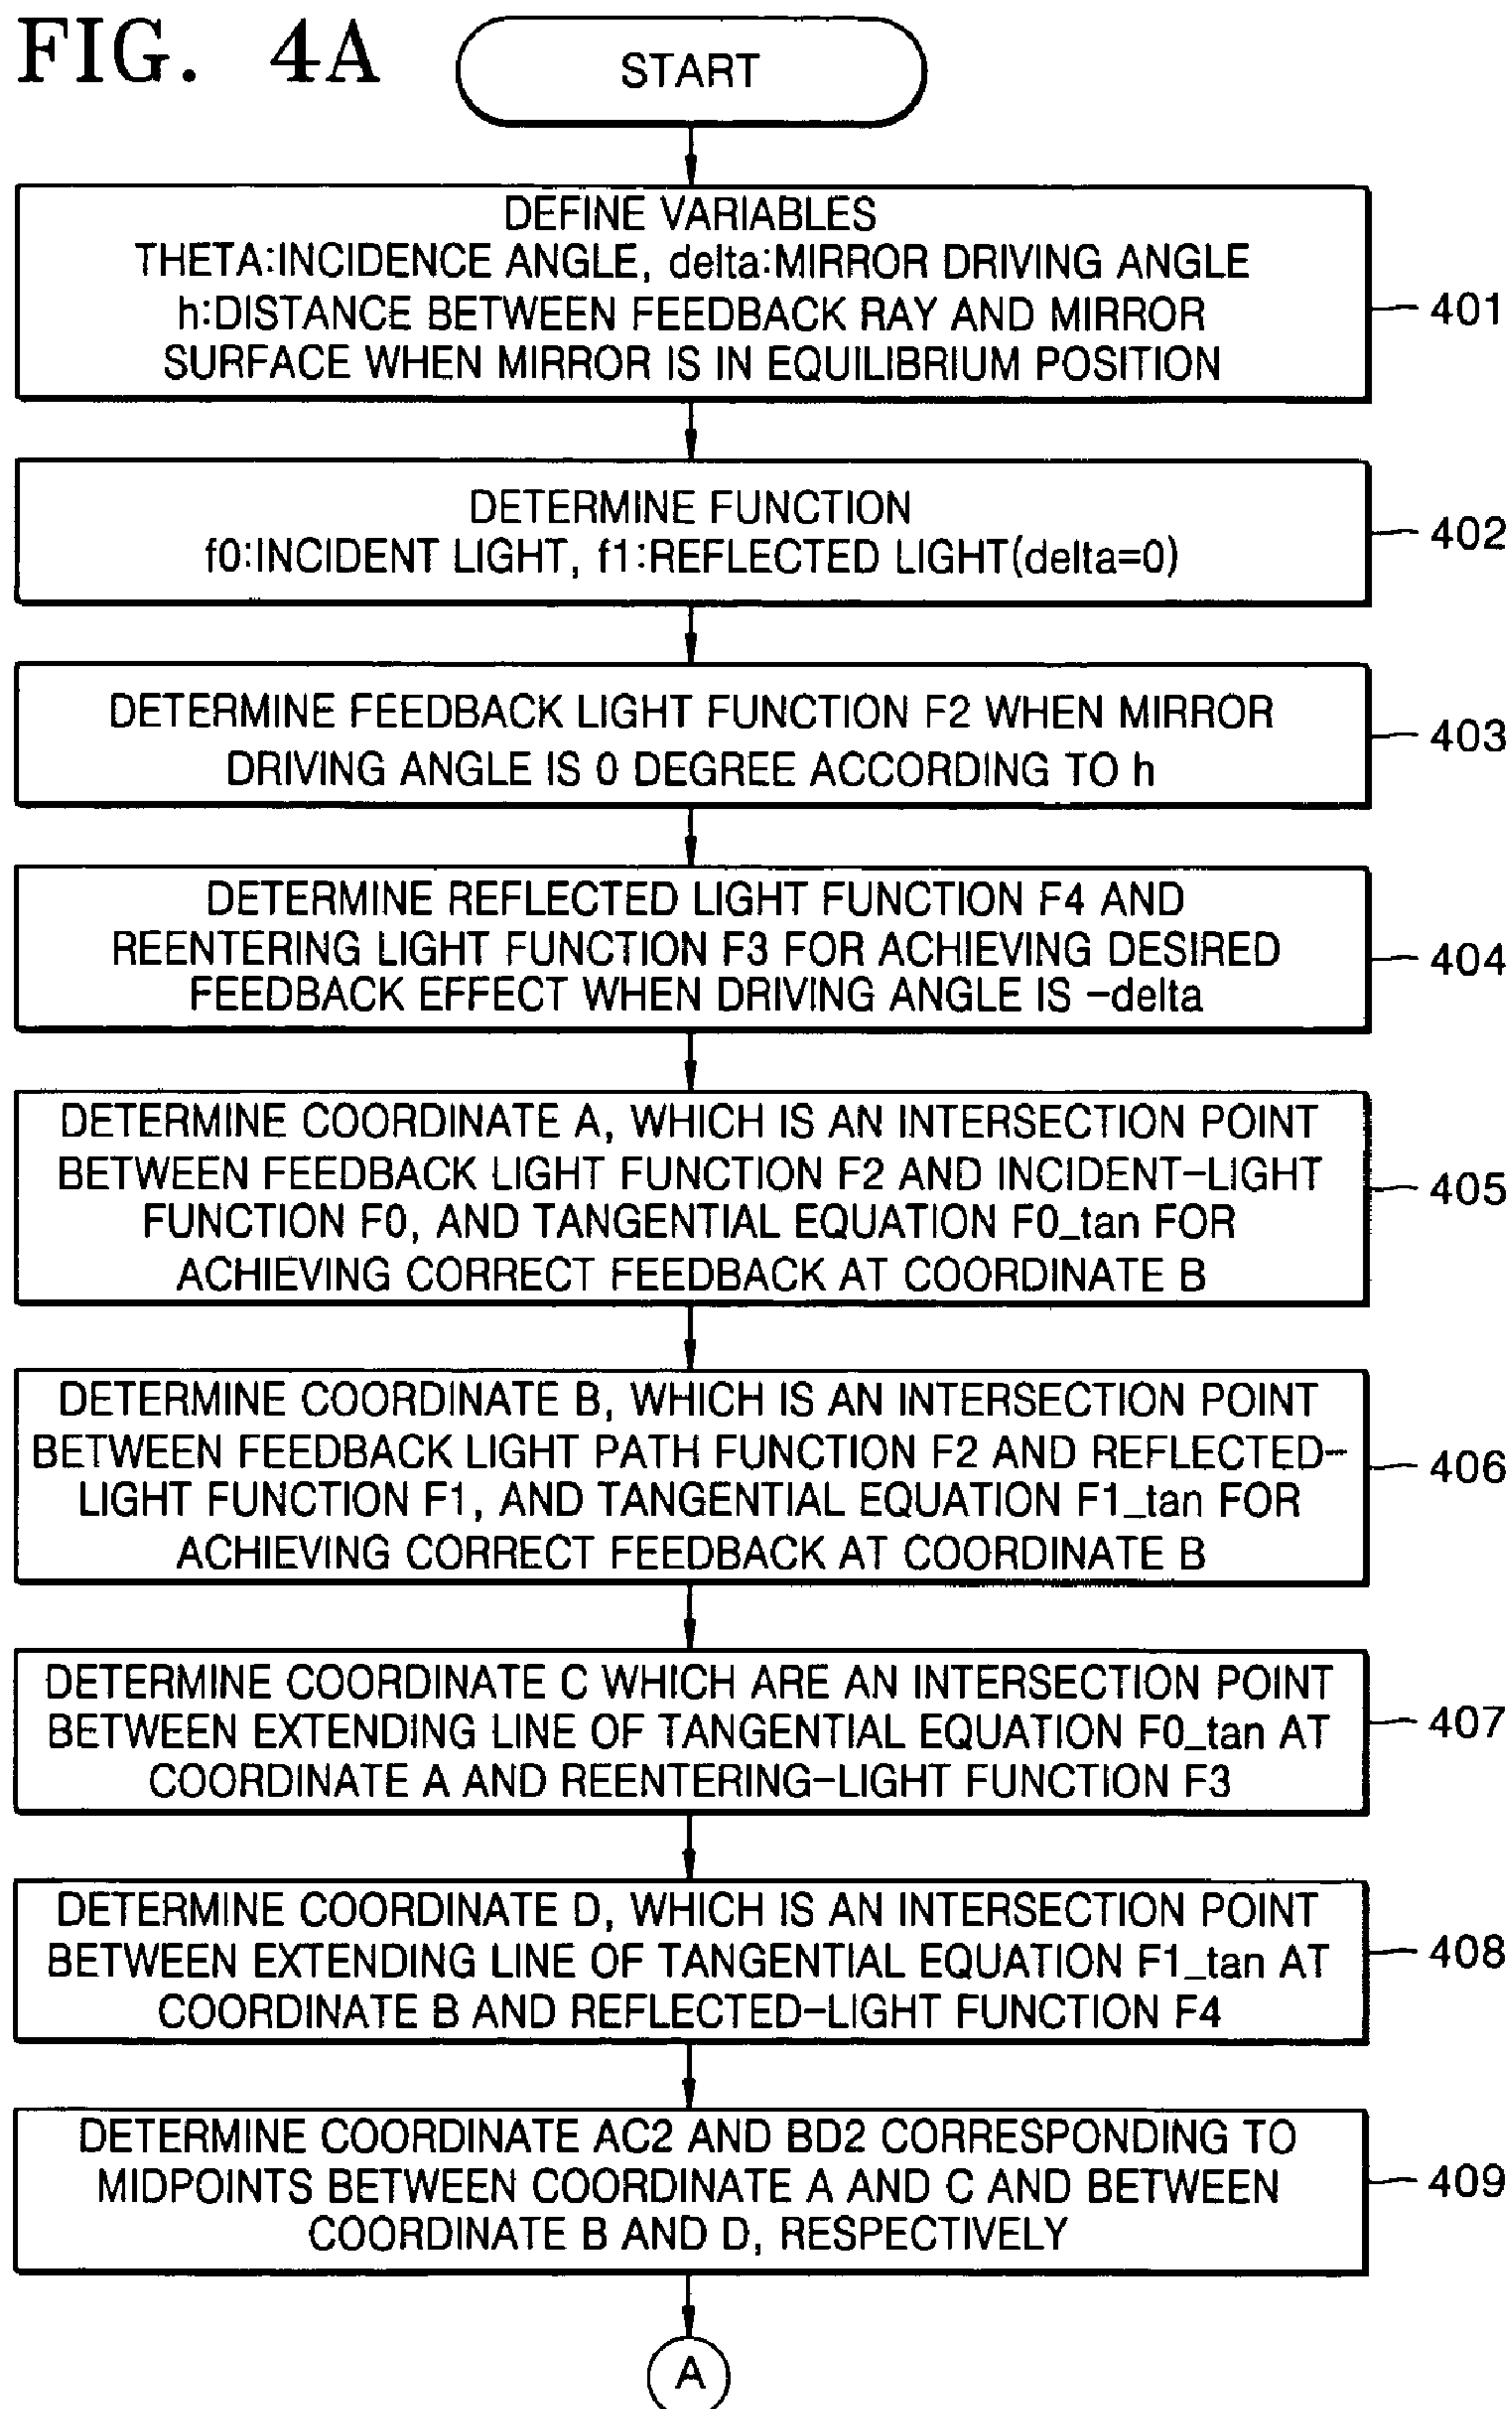 FIG. 4A
START
DEFINE VARIABLES
THETA:INCIDENCE ANGLE, delta:MIRROR DRIVING ANGLE
h:DISTANCE BETWEEN FEEDBACK RAY AND MIRROR
SURFACE WHEN MIRROR IS IN EQUILIBRIUM POSITION
401
DETERMINE FUNCTION
f0:INCIDENT LIGHT, f1:REFLECTED LIGHT(delta=0)
402
DETERMINE FEEDBACK LIGHT FUNCTION F2 WHEN MIRROR
DRIVING ANGLE IS 0 DEGREE ACCORDING TO h
403
DETERMINE REFLECTED LIGHT FUNCTION F4 AND
REENTERING LIGHT FUNCTION F3 FOR ACHIEVING DESIRED
FEEDBACK EFFECT WHEN DRIVING ANGLE IS -delta
404
DETERMINE COORDINATE A, WHICH IS AN INTERSECTION POINT
BETWEEN FEEDBACK LIGHT FUNCTION F2 AND INCIDENT-LIGHT
FUNCTION F0, AND TANGENTIAL EQUATION F0_tan FOR
ACHIEVING CORRECT FEEDBACK AT COORDINATE B
405
DETERMINE COORDINATE B, WHICH IS AN INTERSECTION POINT
BETWEEN FEEDBACK LIGHT PATH FUNCTION F2 AND REFLECTED-
LIGHT FUNCTION F1, AND TANGENTIAL EQUATION F1_tan FOR
ACHIEVING CORRECT FEEDBACK AT COORDINATE B
406
DETERMINE COORDINATE C WHICH ARE AN INTERSECTION POINT
BETWEEN EXTENDING LINE OF TANGENTIAL EQUATION F0_tan AT
COORDINATE A AND REENTERING-LIGHT FUNCTION F3
407
DETERMINE COORDINATE D, WHICH IS AN INTERSECTION POINT
BETWEEN EXTENDING LINE OF TANGENTIAL EQUATION F1_tan AT
COORDINATE B AND REFLECTED-LIGHT FUNCTION F4
408
DETERMINE COORDINATE AC2 AND BD2 CORRESPONDING TO
MIDPOINTS BETWEEN COORDINATE A AND C AND BETWEEN
COORDINATE B AND D, RESPECTIVELY
409
A